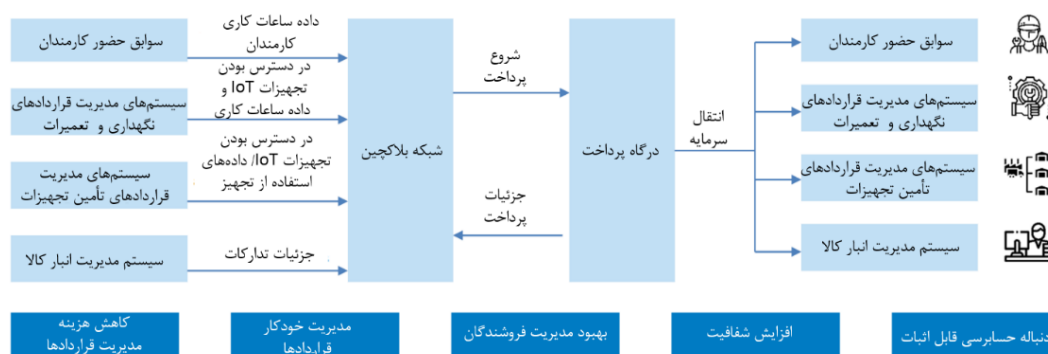 سوابق حضور کارمندان
سیستم‌های مدیریت قراردادهای
نگهداری و تعمیرات
سیستم‌های مدیریت
قراردادهای تأمین تجهیزات
سیستم مدیریت انبار کالا
داده ساعات کاری
کارمندان
در دسترس بودن
تجهیزات IoT و
داده ساعات کاری
در دسترس بودن
تجهیزات IoT/ داده‌های
استفاده از تجهیز
جزئیات تدارکات
شبکه بلاکچین
شروع
پرداخت
جزئیات
پرداخت
درگاه پرداخت
انتقال
سرمایه
سوابق حضور کارمندان
سیستم‌های مدیریت قراردادهای
نگهداری و تعمیرات
سیستم‌های مدیریت قراردادهای
تأمین تجهیزات
سیستم مدیریت انبار کالا
کاهش هزینه
مدیریت قراردادها
مدیریت خودکار
قراردادها
بهبود مدیریت فروشندگان
افزایش شفافیت
دنباله حسابرسی قابل اثبات